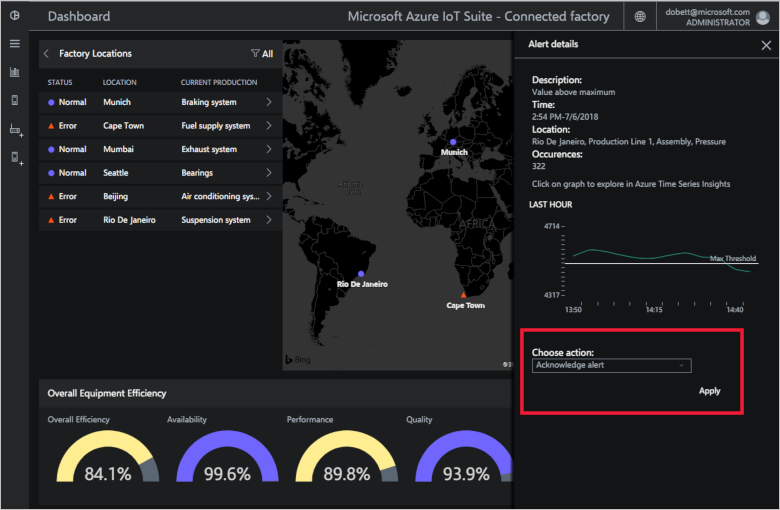 Dashboard
Microsoft Azure IoT Suite - Connected factory
dobett@microsoft.com
ADMINISTRATOR
Factory Locations
All
STATUS LOCATION CURRENT PRODUCTION
Normal Munich Braking system
Error Cape Town Fuel supply system
Normal Mumbai Exhaust system
Normal Seattle Bearings
Error Beijing Air conditioning sys...
Error Rio De Janeiro Suspension system
Munich
AFRICA
Rio De Janeiro
Cape Town
Bing
Alert details
Description:
Value above maximum
Time:
2:54 PM-7/6/2018
Location:
Rio De Janeiro, Production Line 1, Assembly, Pressure
Occurences:
322
Click on graph to explore in Azure Time Series Insights
LAST HOUR
4714
Max_Threshold
4317
13:50 14:15 14:40
Choose action:
Acknowledge alert
Apply
Overall Equipment Efficiency
Overall Efficiency Availability Performance Quality
84.1% 99.6% 89.8% 93.9%